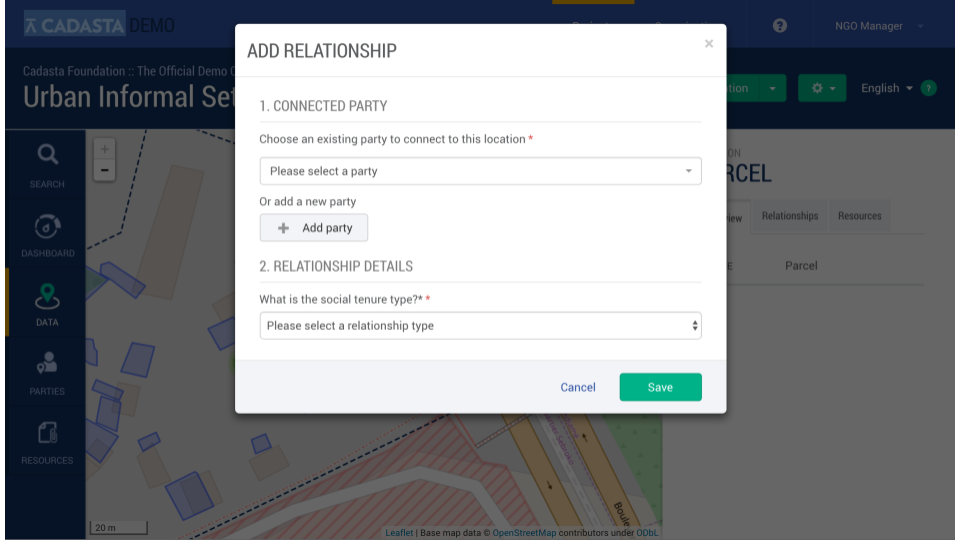 CADASTA DEMO
NGO Manager
Cadasta Foundation :: The Official Demo
Urban Informal
English
ADD RELATIONSHIP
×
1. CONNECTED PARTY
Choose an existing party to connect to this location *
Please select a party
Or add a new party
+ Add party
2. RELATIONSHIP DETAILS
What is the social tenure type?* *
Please select a relationship type
Cancel
Save
+
-
SEARCH
DASHBOARD
DATA
PARTIES
RESOURCES
Relationships
Resources
Parcel
20 m
Leaflet | Base map data © OpenStreetMap contributors under ODbL